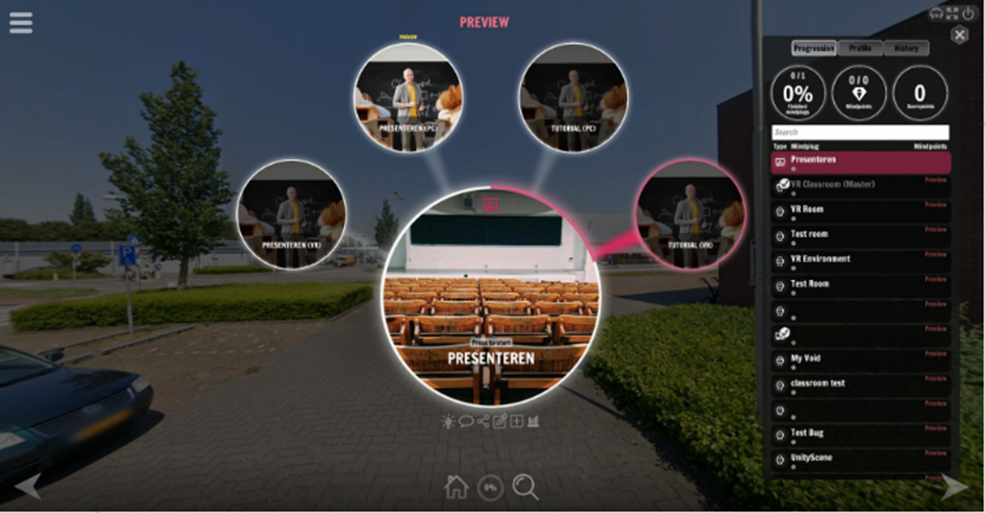 PREVIEW
PREVIEW
PRESENTEREN (PC)
TUTORIAL (PC)
PRESENTEREN (VR)
TUTORIAL (VR)
Press to start
PRESENTEREN
0%
Progression Profile History
0/1
0%
Finished
mindplugs
0/0
Mindpoints
0
Scorepoints
Search
Type Mindplug Mindpoints
Presenteren
Preview
VR Classroom (Master)
Preview
VR Room
Preview
Test room
Preview
VR Environment
Preview
Test Room
Preview
Preview
Preview
My Void
Preview
classroom test
Preview
Preview
Test Bug
Preview
UnityScene
Preview